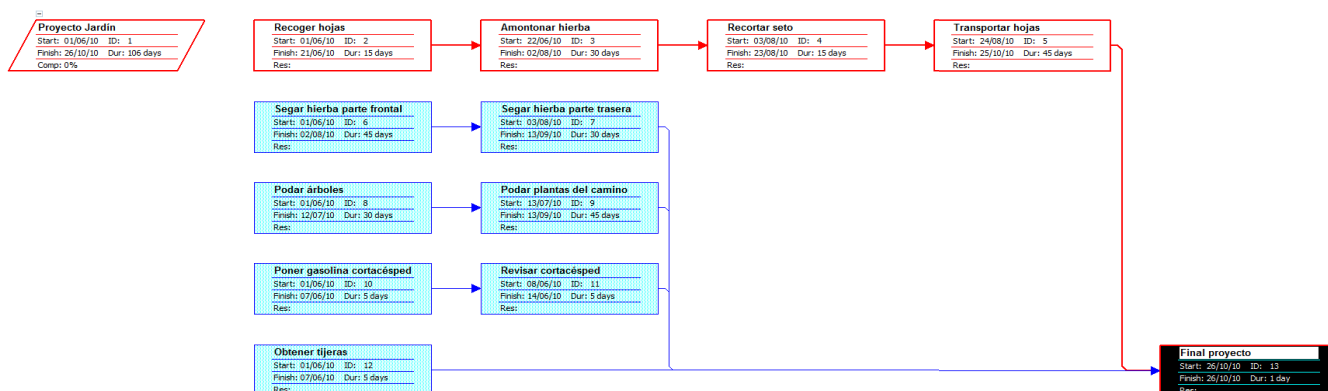 Proyecto Jardín
Start: 01/06/10 ID: 1
Finish: 26/10/10 Dur: 106 days
Comp: 0%
Recoger hojas
Start: 01/06/10 ID: 2
Finish: 21/06/10 Dur: 15 days
Res:
Amontonar hierba
Start: 22/06/10 ID: 3
Finish: 02/08/10 Dur: 30 days
Res:
Recortar seto
Start: 03/08/10 ID: 4
Finish: 23/08/10 Dur: 15 days
Res:
Transportar hojas
Start: 24/08/10 ID: 5
Finish: 25/10/10 Dur: 45 days
Res:
Segar hierba parte frontal
Start: 01/06/10 ID: 6
Finish: 02/08/10 Dur: 45 days
Res:
Segar hierba parte trasera
Start: 03/08/10 ID: 7
Finish: 13/09/10 Dur: 30 days
Res:
Podar árboles
Start: 01/06/10 ID: 8
Finish: 12/07/10 Dur: 30 days
Res:
Podar plantas del camino
Start: 13/07/10 ID: 9
Finish: 13/09/10 Dur: 45 days
Res:
Poner gasolina cortacésped
Start: 01/06/10 ID: 10
Finish: 07/06/10 Dur: 5 days
Res:
Revisar cortacésped
Start: 08/06/10 ID: 11
Finish: 14/06/10 Dur: 5 days
Res:
Obtener tijeras
Start: 01/06/10 ID: 12
Finish: 07/06/10 Dur: 5 days
Res:
Final proyecto
Start: 26/10/10 ID: 13
Finish: 26/10/10 Dur: 1 day
Res: